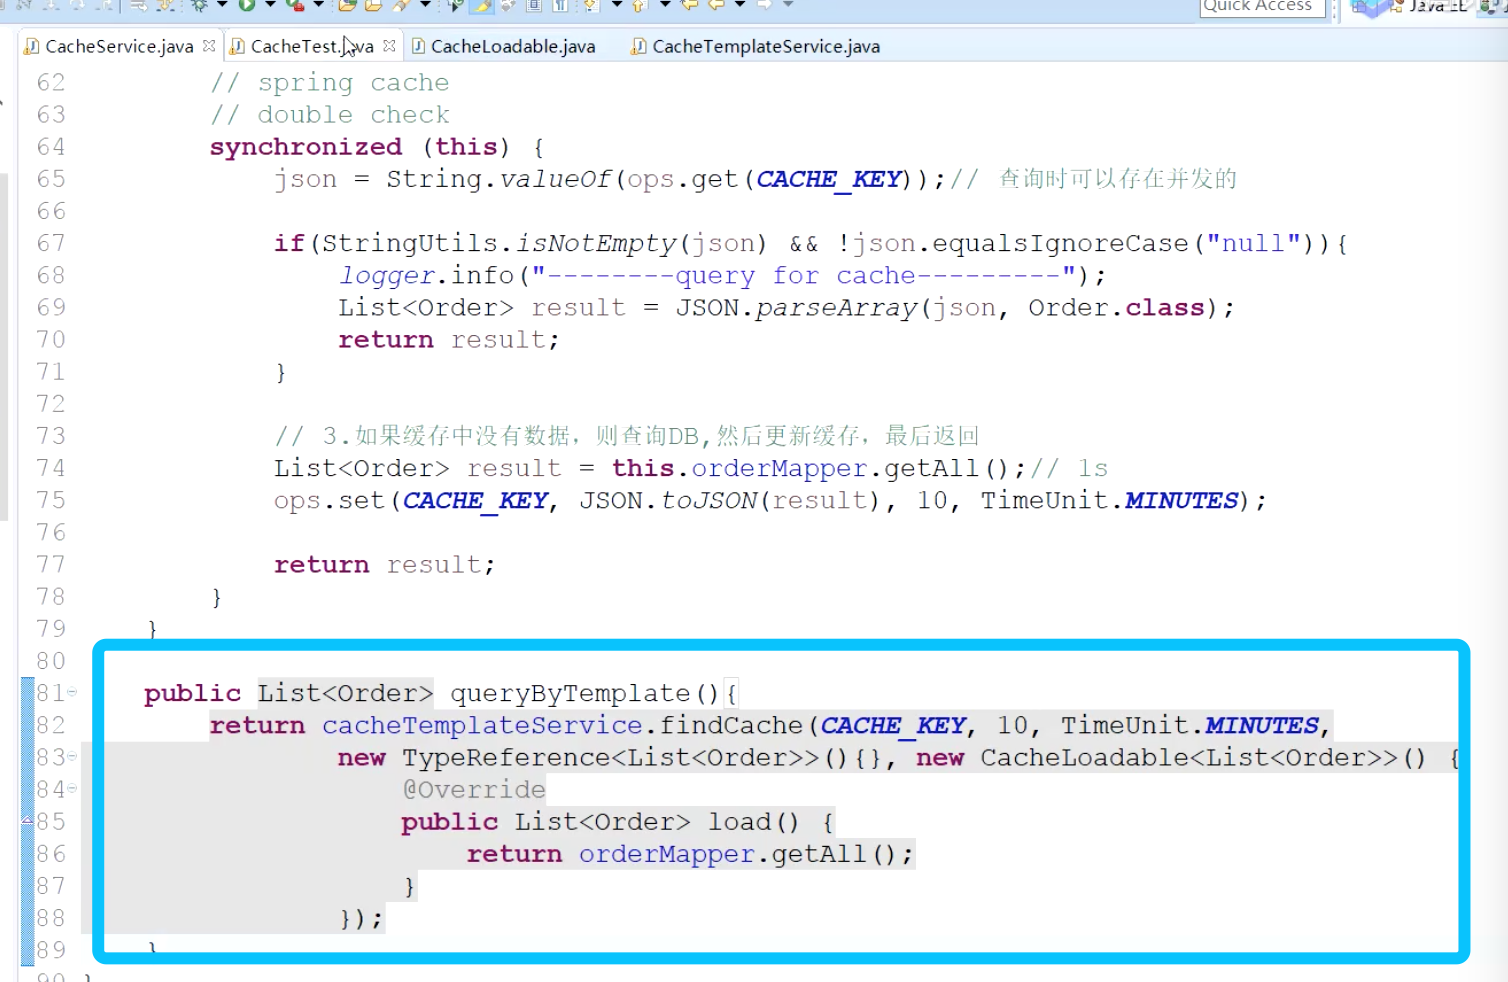 Quick Access
Java EE
CacheService.java
CacheTest.java
CacheLoadable.java
CacheTemplateService.java
62 // spring cache
63 // double check
64 synchronized (this) {
65 json = String.valueOf(ops.get(CACHE_KEY));// 查询时可以存在并发的
66
67 if(StringUtils.isNotEmpty(json) && !json.equalsIgnoreCase("null")){
68 logger.info("--------query for cache---------");
69 List<Order> result = JSON.parseArray(json, Order.class);
70 return result;
71 }
72
73 // 3.如果缓存中没有数据，则查询DB,然后更新缓存，最后返回
74 List<Order> result = this.orderMapper.getAll();// 1s
75 ops.set(CACHE_KEY, JSON.toJSON(result), 10, TimeUnit.MINUTES);
76
77 return result;
78 }
79 }
80
81 public List<Order> queryByTemplate(){
82 return cacheTemplateService.findCache(CACHE_KEY, 10, TimeUnit.MINUTES,
83 new TypeReference<List<Order>>(){}, new CacheLoadable<List<Order>>() {
84 @Override
85 public List<Order> load() {
86 return orderMapper.getAll();
87 }
88 });
89 }
90 }